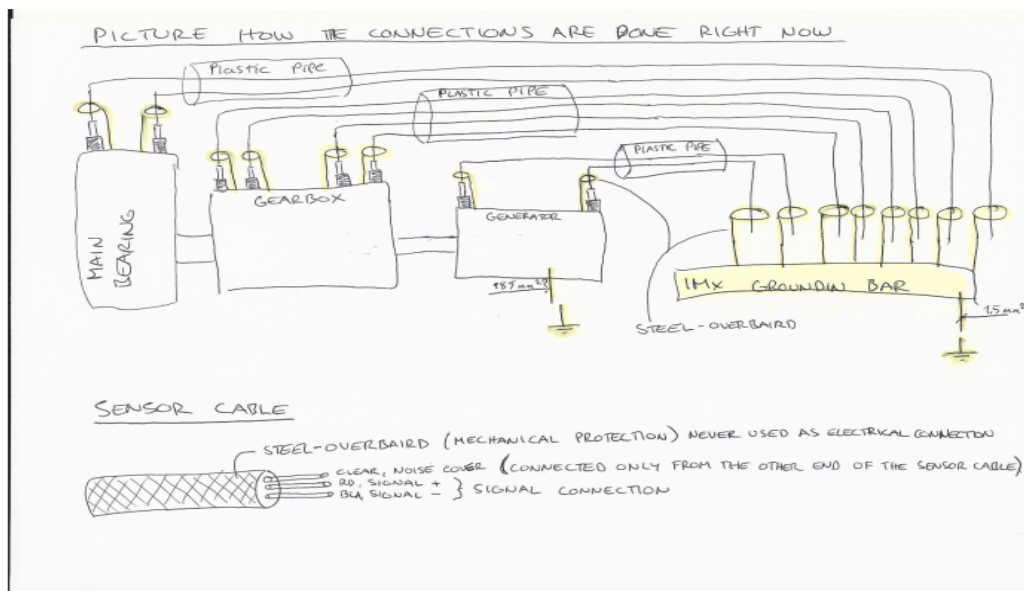 PICTURE HOW THE CONNECTIONS ARE DONE RIGHT NOW
Plastic Pipe
PLASTIC PIPE
PLASTIC PIPE
MAIN BEARING
GEARBOX
GENERATOR
IMx GROUNDIN BAR
1,5 mm²
STEEL-OVERBAIRD
SENSOR CABLE
STEEL-OVERBAIRD (MECHANICAL PROTECTION) NEVER USED AS ELECTRICAL CONNECTION
CLEAR, NOISE COVER (CONNECTED ONLY FROM THE OTHER END OF THE SENSOR CABLE)
RD, SIGNAL +
BLA, SIGNAL - } SIGNAL CONNECTION